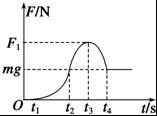 F/N
F₁
mg
O t₁ t₂ t₃ t₄ t/s